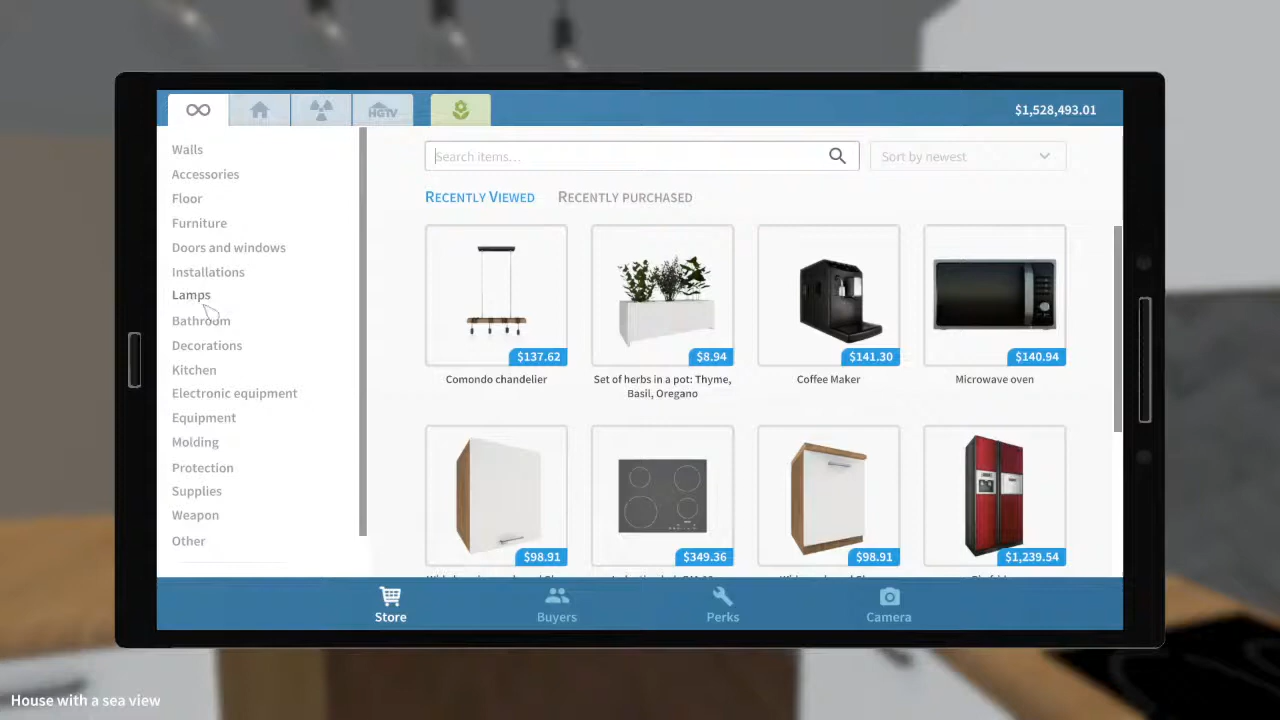 HGTV
$1,528,493.01
Walls
Accessories
Floor
Furniture
Doors and windows
Installations
Lamps
Bathroom
Decorations
Kitchen
Electronic equipment
Equipment
Molding
Protection
Supplies
Weapon
Other
Search items...
Sort by newest
RECENTLY VIEWED
RECENTLY PURCHASED
$137.62
Comondo chandelier
$8.94
Set of herbs in a pot: Thyme,
Basil, Oregano
$141.30
Coffee Maker
$140.94
Microwave oven
$98.91
$349.36
$98.91
$1,239.54
Store
Buyers
Perks
Camera
House with a sea view